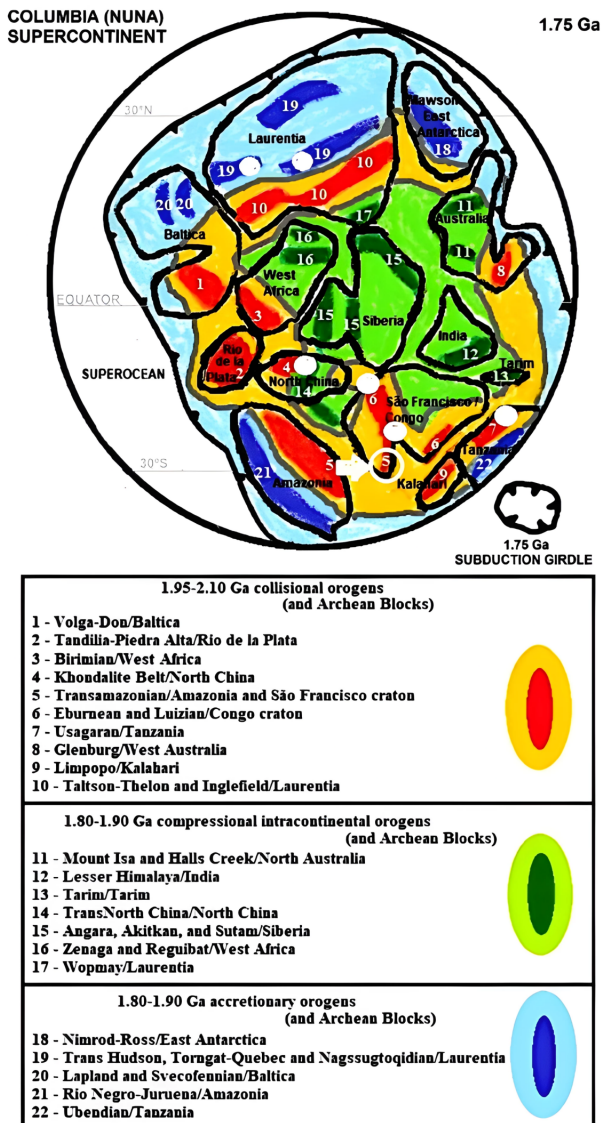 COLUMBIA (NUNA)
SUPERCONTINENT
1.75 Ga
30°N
19
Mawson
East
Antarctica
Laurentia
18
19
19
10
10
10
20
20
17
11
Australia
Baltica
16
16
11
15
West
Africa
8
1
EQUATOR
3
15
15
Siberia
India
12
Rio
de la
Plata
2
4
North China
14
Tarim
13
SUPEROCEAN
6
São Francisco /
Congo
7
6
Tanzania
22
30°S
21
5
5
9
Amazonia
Kalahari
1.75 Ga
SUBDUCTION GIRDLE
1.95-2.10 Ga collisional orogens
(and Archean Blocks)
1 - Volga-Don/Baltica
2 - Tandilia-Piedra Alta/Rio de la Plata
3 - Birimian/West Africa
4 - Khondalite Belt/North China
5 - Transamazonian/Amazonia and São Francisco craton
6 - Eburnean and Luizian/Congo craton
7 - Usagaran/Tanzania
8 - Glenburg/West Australia
9 - Limpopo/Kalahari
10 - Taltson-Thelon and Inglefield/Laurentia
1.80-1.90 Ga compressional intracontinental orogens
(and Archean Blocks)
11 - Mount Isa and Halls Creek/North Australia
12 - Lesser Himalaya/India
13 - Tarim/Tarim
14 - TransNorth China/North China
15 - Angara, Akitkan, and Sutam/Siberia
16 - Zenaga and Reguibat/West Africa
17 - Wopmay/Laurentia
1.80-1.90 Ga accretionary orogens
(and Archean Blocks)
18 - Nimrod-Ross/East Antarctica
19 - Trans Hudson, Torngat-Quebec and Nagssugtoqidian/Laurentia
20 - Lapland and Svecofennian/Baltica
21 - Rio Negro-Juruena/Amazonia
22 - Ubendian/Tanzania